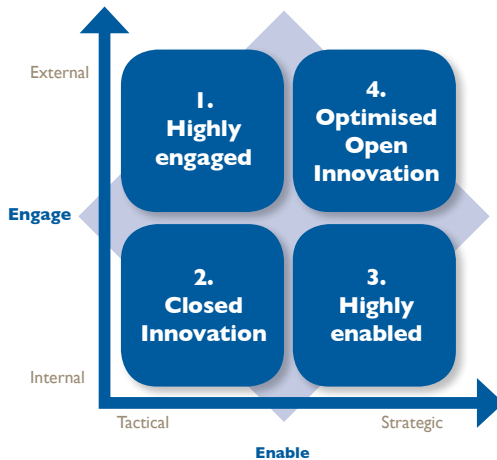 External
1.
Highly
engaged
4.
Optimised
Open
Innovation
Engage
2.
Closed
Innovation
3.
Highly
enabled
Internal
Tactical
Strategic
Enable